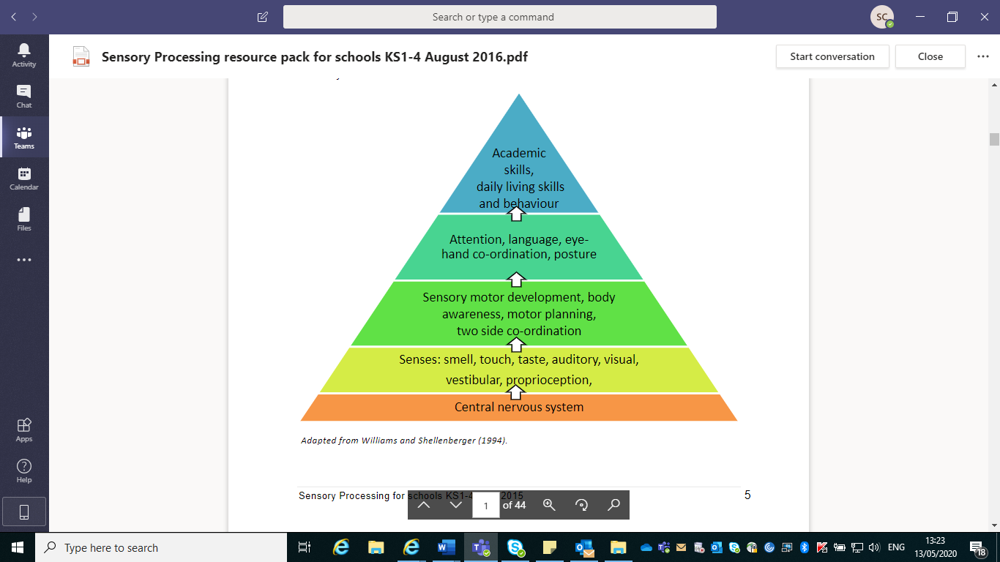 Search or type a command
SC
Activity
Chat
Teams
Calendar
Files
Apps
Help
Sensory Processing resource pack for schools KS1-4 August 2016.pdf
Start conversation
Close
Academic
skills,
daily living skills
and behaviour
Attention, language, eye-
hand co-ordination, posture
Sensory motor development, body
awareness, motor planning,
two side co-ordination
Senses: smell, touch, taste, auditory, visual,
vestibular, proprioception,
Central nervous system
Adapted from Williams and Shellenberger (1994).
Sensory Processing for schools KS1-4 2015
5
1 of 44
Type here to search
ENG
13:23
13/05/2020
18